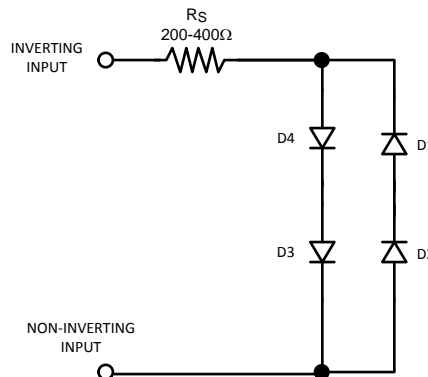 RS
200-400Ω
INVERTING
INPUT
D4
D3
NON-INVERTING
INPUT